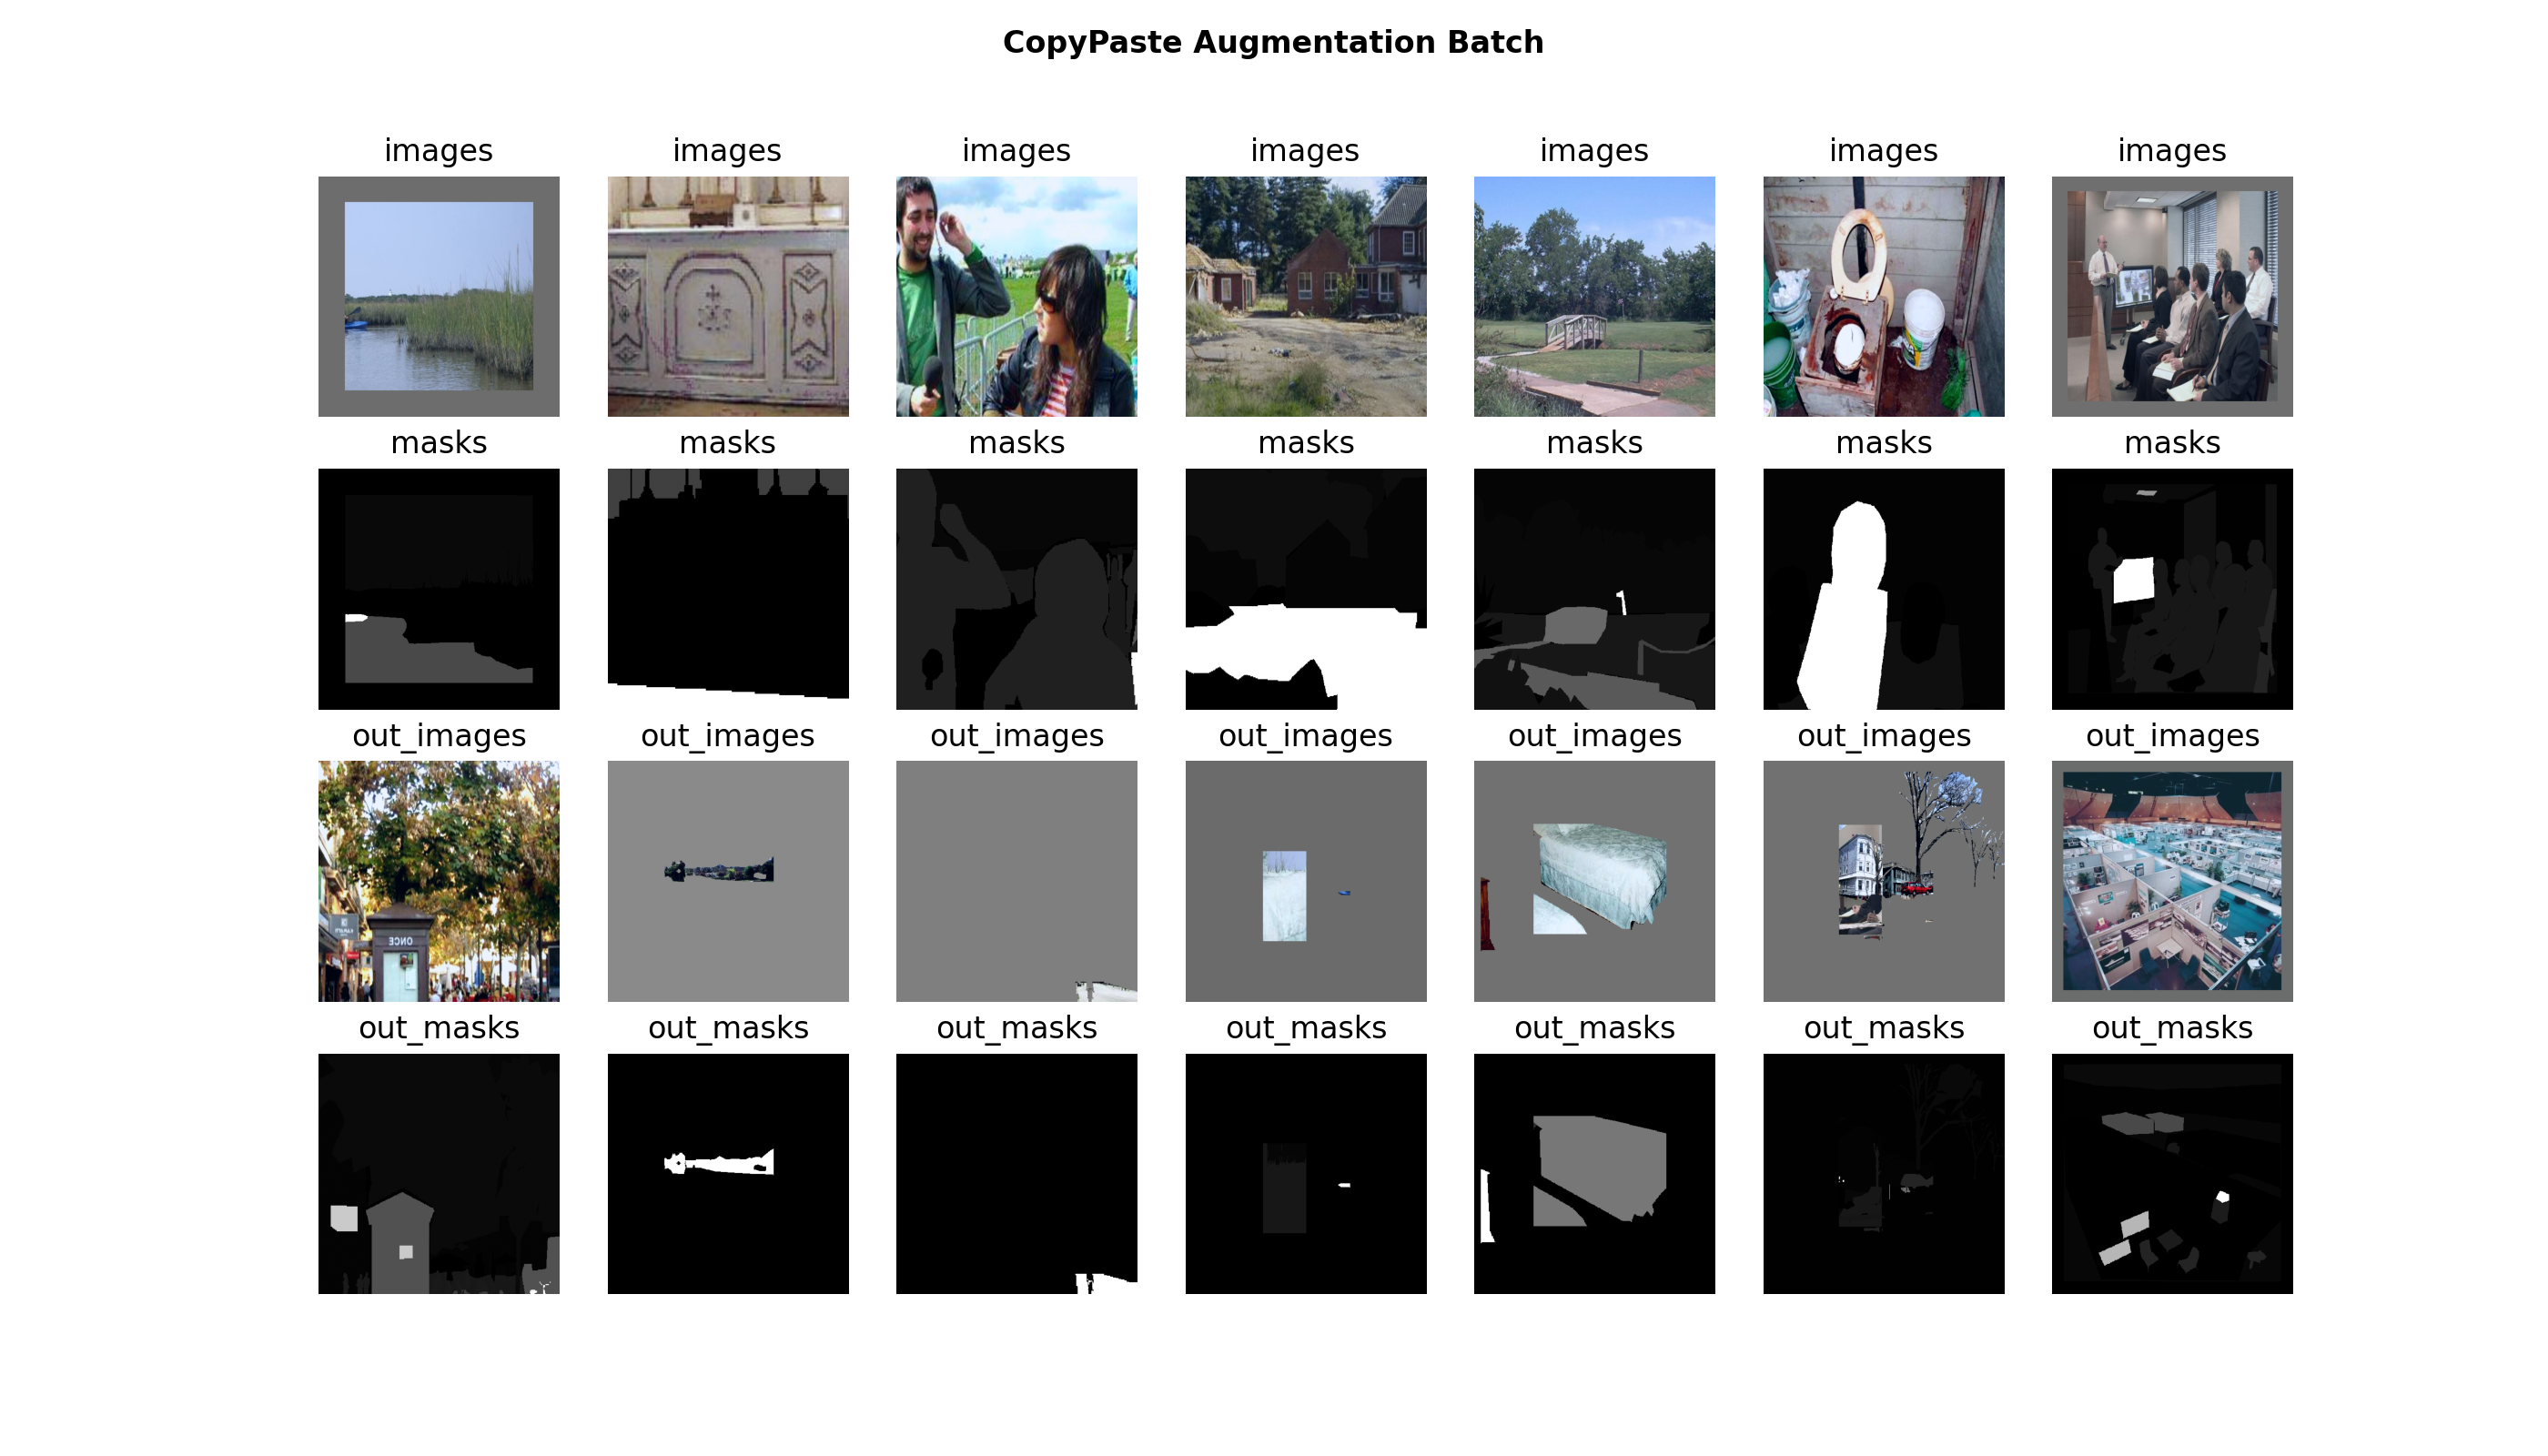 CopyPaste Augmentation Batch
images images images images images images images
masks masks masks masks masks masks masks
out_images out_images out_images out_images out_images out_images out_images
ONCE
out_masks out_masks out_masks out_masks out_masks out_masks out_masks